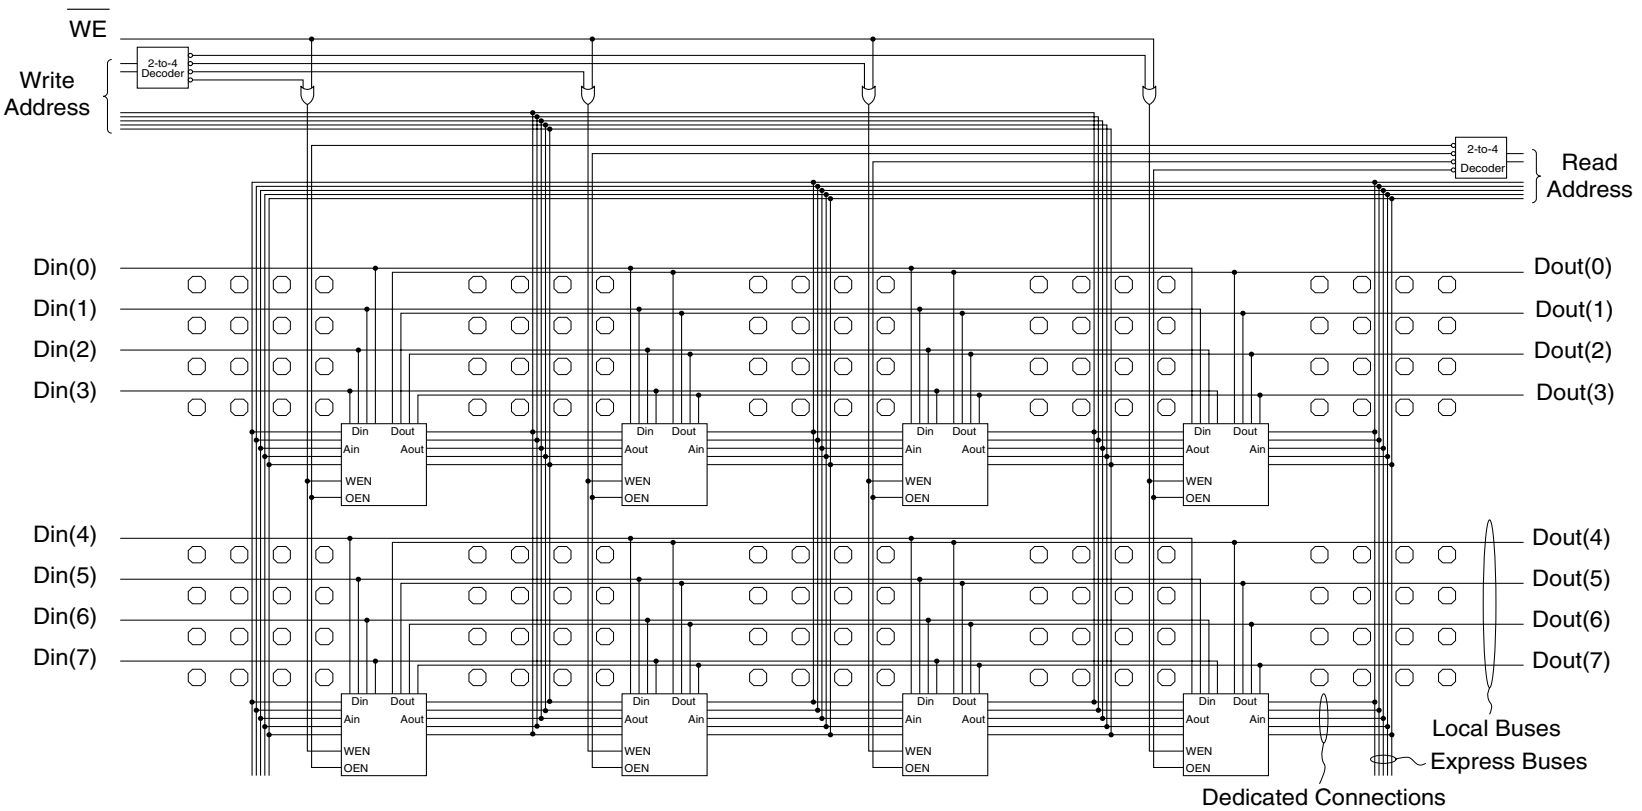 WE
2-to-4
Decoder
Write
Address
2-to-4
Decoder
Read
Address
Din(0)
Dout(0)
Din(1)
Dout(1)
Din(2)
Dout(2)
Din(3)
Dout(3)
Din Dout
Ain Aout
WEN
OEN
Din Dout
Aout Ain
WEN
OEN
Din Dout
Ain Aout
WEN
OEN
Din Dout
Aout Ain
WEN
OEN
Din(4)
Dout(4)
Din(5)
Dout(5)
Din(6)
Dout(6)
Din(7)
Dout(7)
Din Dout
Ain Aout
WEN
OEN
Din Dout
Aout Ain
WEN
OEN
Din Dout
Ain Aout
WEN
OEN
Din Dout
Aout Ain
WEN
OEN
Local Buses
Express Buses
Dedicated Connections